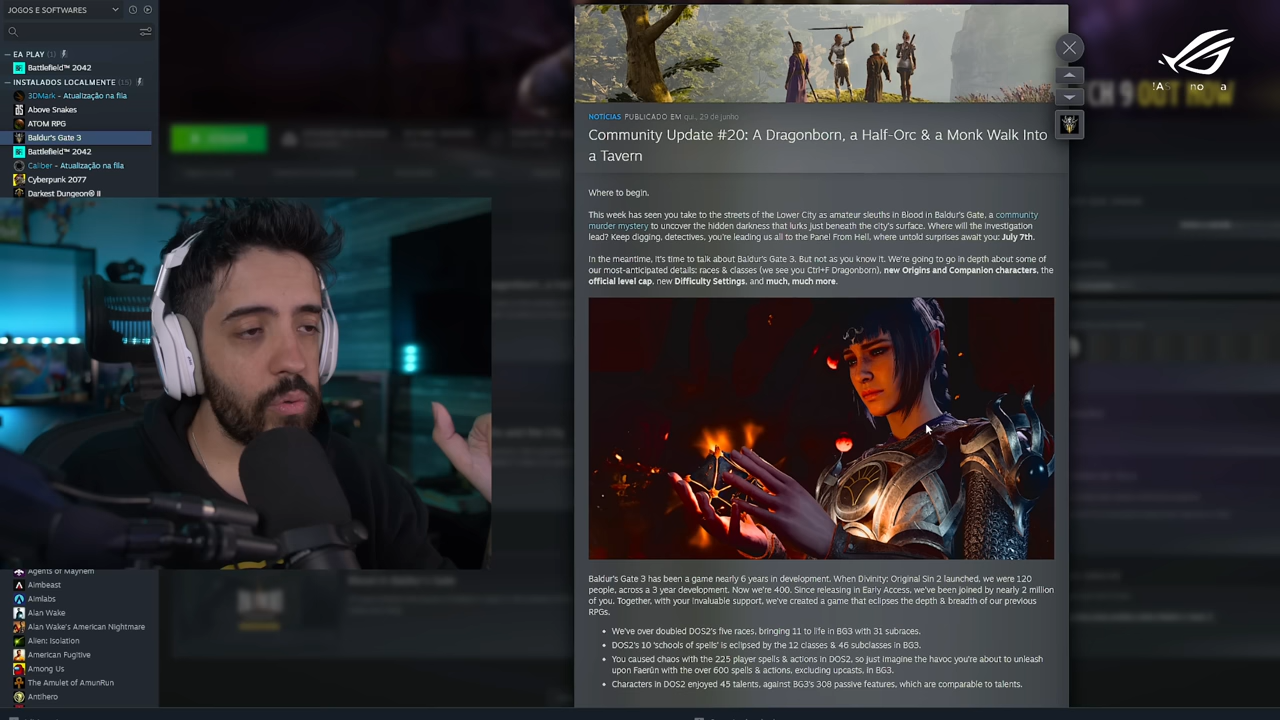 JOGOS E SOFTWARES
EA PLAY (1)
Battlefield™ 2042
INSTALADOS LOCALMENTE (15)
3DMark - Atualização na fila
Above Snakes
ATOM RPG
Baldur's Gate 3
Battlefield™ 2042
Caliber - Atualização na fila
Cyberpunk 2077
Darkest Dungeon® II
Agents of Mayhem
Aimbeast
Aimlabs
Alan Wake
Alan Wake's American Nightmare
Alien: Isolation
American Fugitive
Among Us
The Amulet of AmunRun
Antihero
NOTÍCIAS PUBLICADO EM qui., 29 de junho
Community Update #20: A Dragonborn, a Half-Orc & a Monk Walk Into
a Tavern
Where to begin.
This week has seen you take to the streets of the Lower City as amateur sleuths in Blood in Baldur's Gate, a community
murder mystery to uncover the hidden darkness that lurks just beneath the city's surface. Where will the investigation
lead? Keep digging, detectives, you're leading us all to the Panel From Hell, where untold surprises await you: July 7th.
In the meantime, it's time to talk about Baldur's Gate 3. But not as you know it. We're going to go in depth about some of
our most-anticipated details: races & classes (we see you Ctrl+F Dragonborn), new Origins and Companion characters, the
official level cap, new Difficulty Settings, and much, much more.
Baldur's Gate 3 has been a game nearly 6 years in development. When Divinity: Original Sin 2 launched, we were 120
people, across a 3 year development. Now we're 400. Since releasing in Early Access, we've been joined by nearly 2 million
of you. Together, with your invaluable support, we've created a game that eclipses the depth & breadth of our previous
RPGs.
• We've over doubled DOS2's five races, bringing 11 to life in BG3 with 31 subraces.
• DOS2's 10 'schools of spells' is eclipsed by the 12 classes & 46 subclasses in BG3.
• You caused chaos with the 225 player spells & actions in DOS2, so just imagine the havoc you're about to unleash
upon Faerûn with the over 600 spells & actions, excluding upcasts, in BG3.
• Characters in DOS2 enjoyed 45 talents, against BG3's 308 passive features, which are comparable to talents.
CH 9 OUT NOW